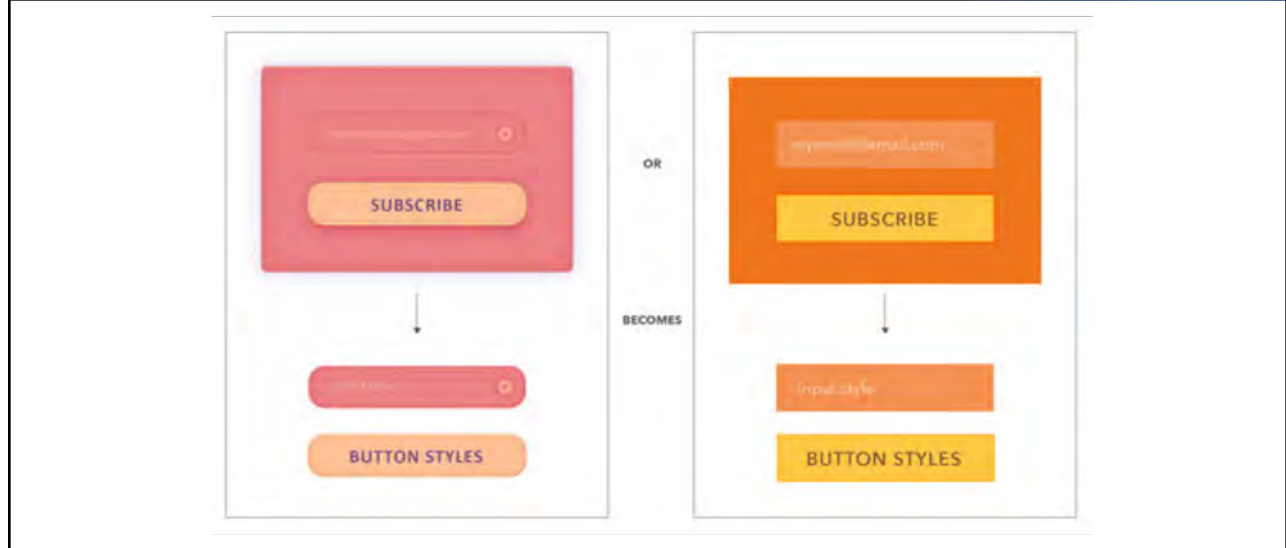 SUBSCRIBE
BUTTON STYLES
OR
BECOMES
myemail@email.com
SUBSCRIBE
input style
BUTTON STYLES